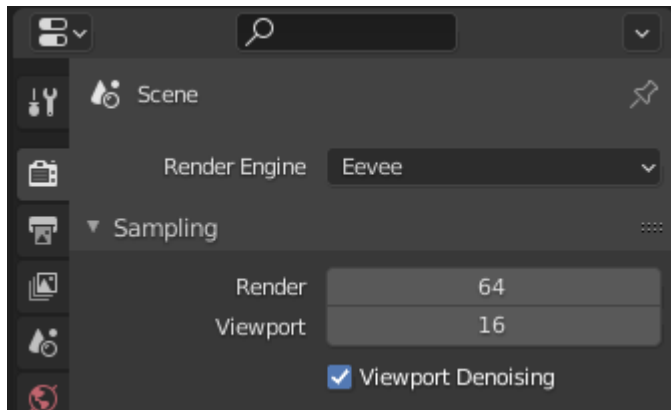 Scene
Render Engine Eevee
Sampling
Render 64
Viewport 16
Viewport Denoising